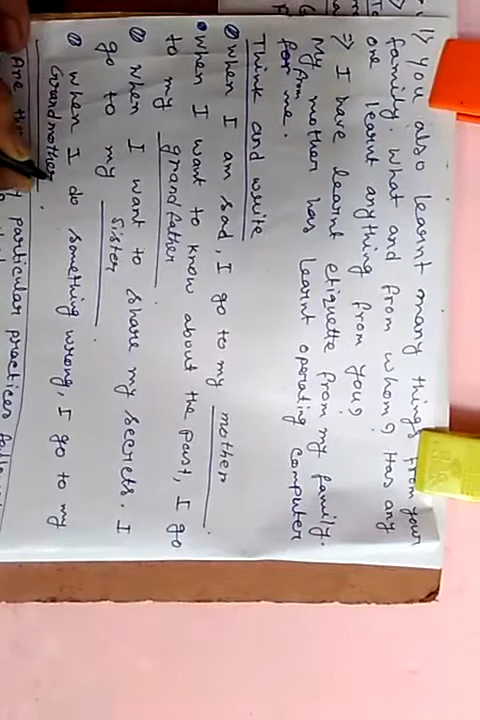 1) You also learnt many things from your
family. What and from whom? Has any
one learnt anything from you?
⇒ I have learnt etiquette from my family.
My mother has learnt operating computer
from
for me.
Think and write
When I am sad, I go to my mother.
When I want to know about the past, I go
to my grandfather.
When I want to share my secrets. I
go to my sister
When I do something wrong, I go to my
Grandmother.
Are the particular practices